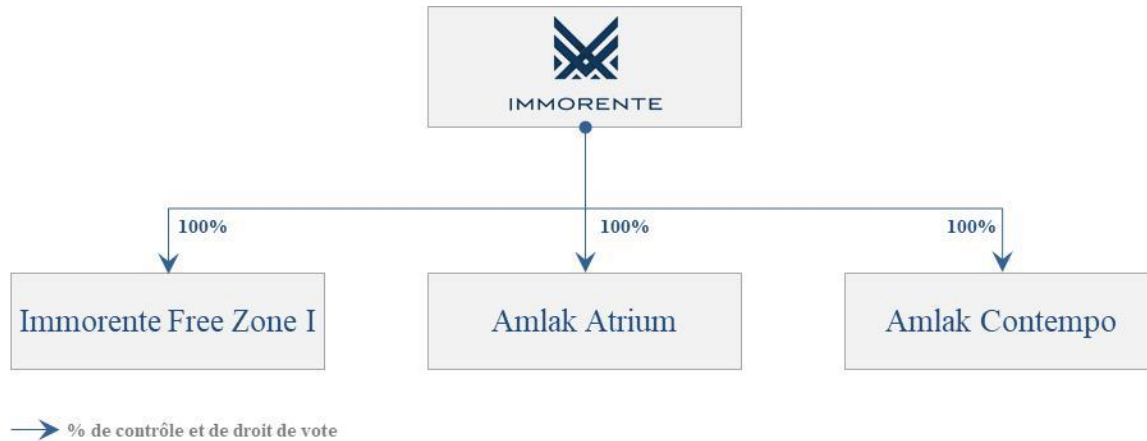 IMMORENTE
100%
100%
100%
Immorente Free Zone I
Amlak Atrium
Amlak Contempo
% de contrôle et de droit de vote